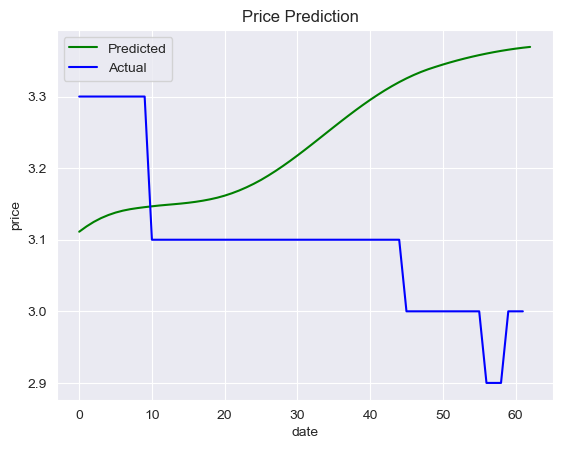 Price Prediction
Predicted
Actual
3.3
3.2
3.1
3.0
2.9
price
0 10 20 30 40 50 60
date